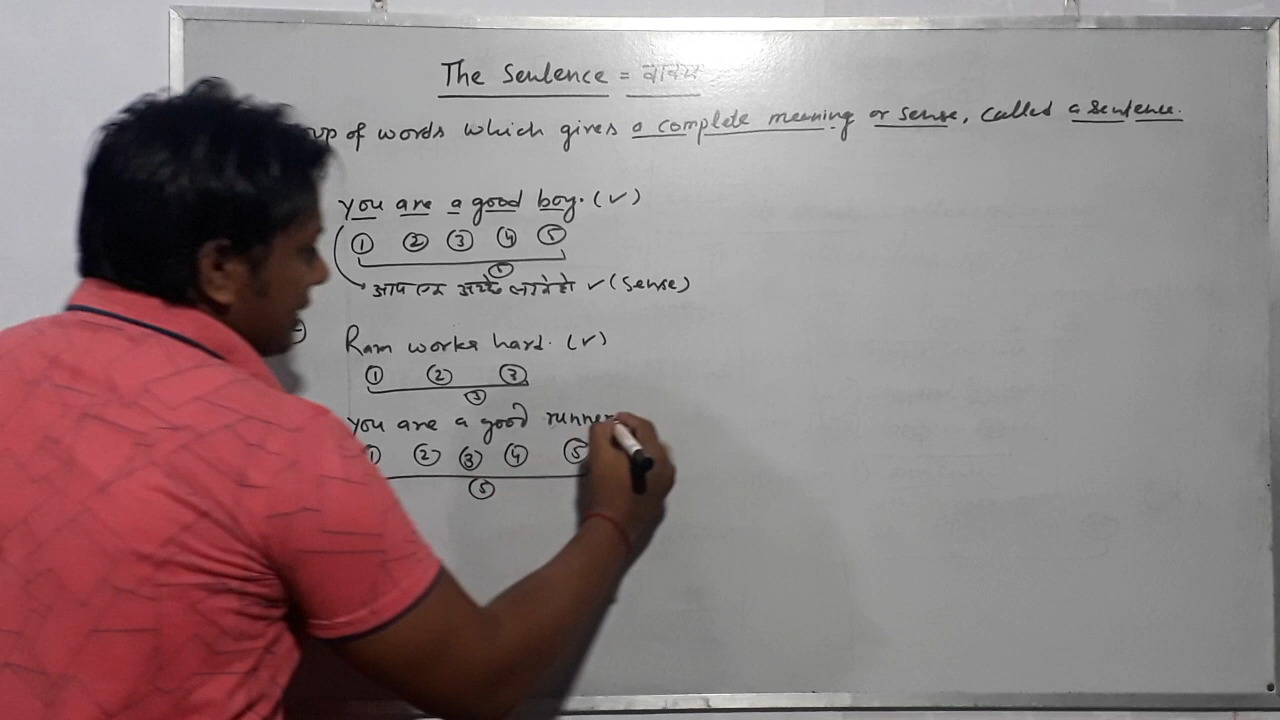 The Sentence = वाक्य
up of words which gives a complete meaning or sense, called a sentence.
you are a good boy. (✓)
① ② ③ ④ ⑤
⑤
आप एक अच्छे लड़के हो ✓ (Sense)
Ram works hard. (✓)
① ② ③
③
you are a good runner
① ② ③ ④ ⑤
⑤